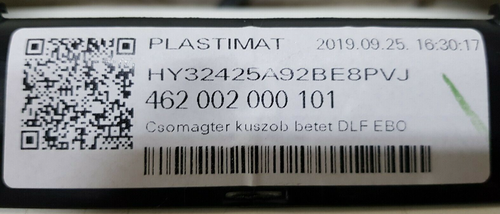 PLASTIMAT 2019.09.25. 16:30:17
HY32425A92BE8PVJ
462 002 000 101
Csomagter kuszob betet DLF EBO